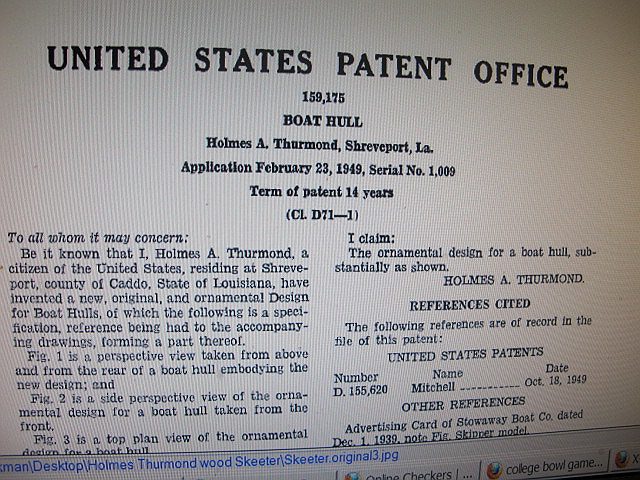 UNITED STATES PATENT OFFICE
159,175
BOAT HULL
Holmes A. Thurmond, Shreveport, La.
Application February 23, 1949, Serial No. 1,009
Term of patent 14 years
(Cl. D71—1)
To all whom it may concern:
Be it known that I, Holmes A. Thurmond, a
citizen of the United States, residing at Shreve-
port, county of Caddo, State of Louisiana, have
invented a new, original, and ornamental Design
for Boat Hulls, of which the following is a speci-
fication, reference being had to the accompany-
ing drawings, forming a part thereof.
Fig. 1 is a perspective view taken from above
and from the rear of a boat hull embodying the
new design; and
Fig. 2 is a side perspective view of the orna-
mental design for a boat hull taken from the
front.
Fig. 3 is a top plan view of the ornamental
design for a boat hull
I claim:
The ornamental design for a boat hull, sub-
stantially as shown.
HOLMES A. THURMOND.
REFERENCES CITED
The following references are of record in the
file of this patent:
UNITED STATES PATENTS
Number Name Date
D. 155,620 Mitchell ----------- Oct. 18, 1949
OTHER REFERENCES
Advertising Card of Stowaway Boat Co. dated
Dec. 1, 1939, note Fig. Skipper model.
kman\Desktop\Holmes Thurmond wood Skeeter\Skeeter.original3.jpg
Online Checkers | ...
college bowl game...
X